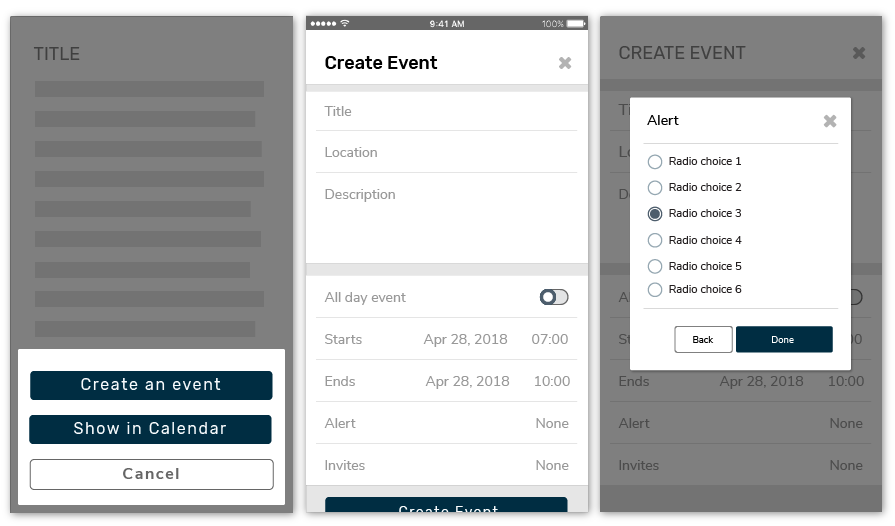 TITLE
Create an event
Show in Calendar
Cancel
9:41 AM 100%
Create Event
Title
Location
Description
All day event
Starts Apr 28, 2018 07:00
Ends Apr 28, 2018 10:00
Alert None
Invites None
Create Event
CREATE EVENT
Ti
Lo
De
Alert
Radio choice 1
Radio choice 2
Radio choice 3
Radio choice 4
Radio choice 5
Radio choice 6
Back Done
Al
St 00
Ends Apr 28, 2018 10:00
Alert None
Invites None